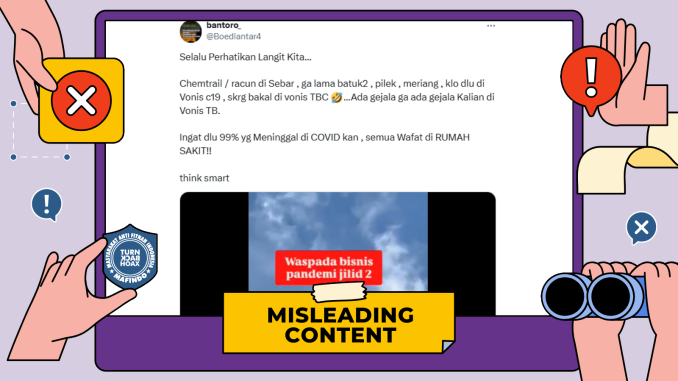 bantoro_
@Boediantar4
Selalu Perhatikan Langit Kita...
Chemtrail / racun di Sebar , ga lama batuk2 , pilek , meriang , klo dlu di
Vonis c19 , skrg bakal di vonis TBC 🤣...Ada gejala ga ada gejala Kalian di
Vonis TB.
Ingat dlu 99% yg Meninggal di COVID kan , semua Wafat di RUMAH
SAKIT!!
think smart
Waspada bisnis
pandemi jilid 2
MASYARAKAT ANTI FITNAH INDONESIA
TURN
BACK
HOAX
MAFINDO
MISLEADING
CONTENT